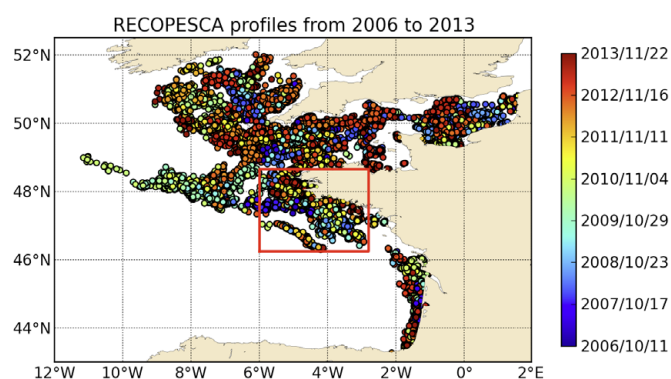 RECOPESCA profiles from 2006 to 2013
52°N
50°N
48°N
46°N
44°N
12°W 10°W 8°W 6°W 4°W 2°W 0° 2°E
2013/11/22
2012/11/16
2011/11/11
2010/11/04
2009/10/29
2008/10/23
2007/10/17
2006/10/11